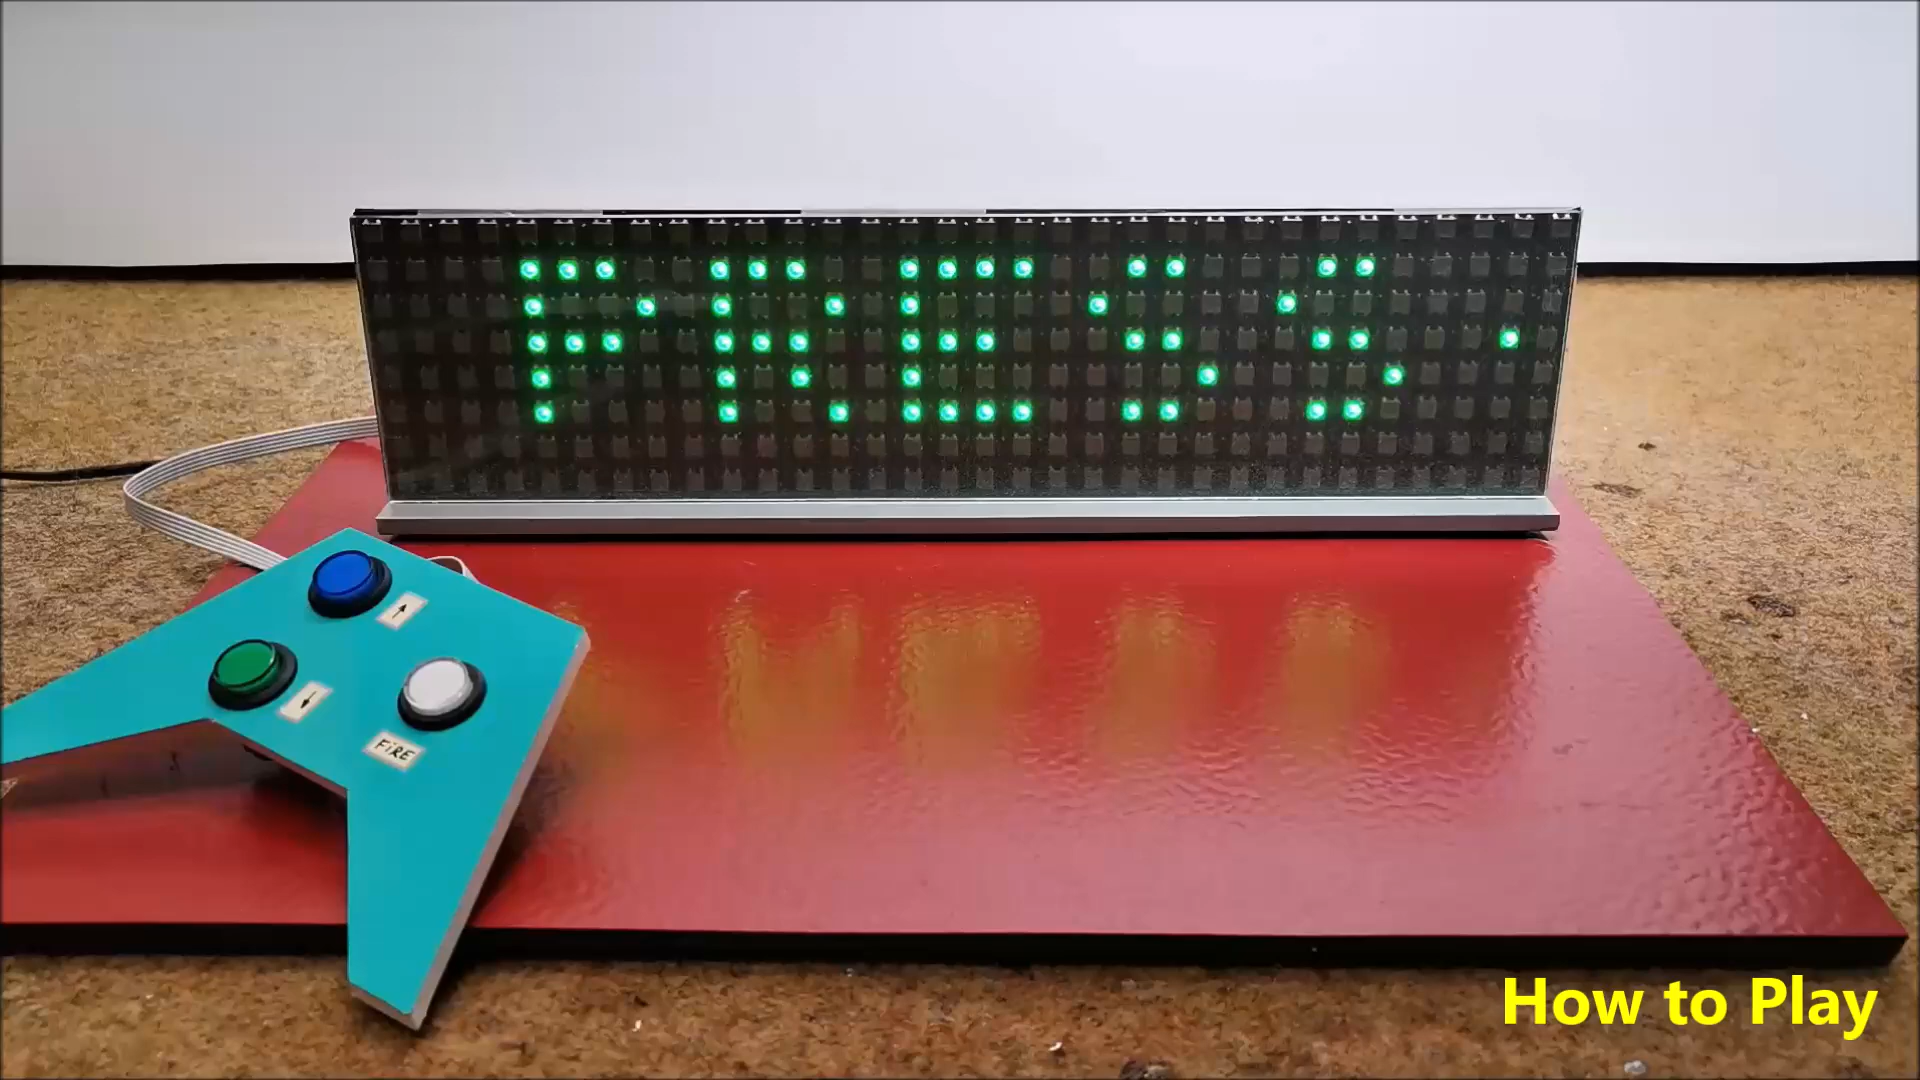 PRESS
↑
↓
FiRE
How to Play